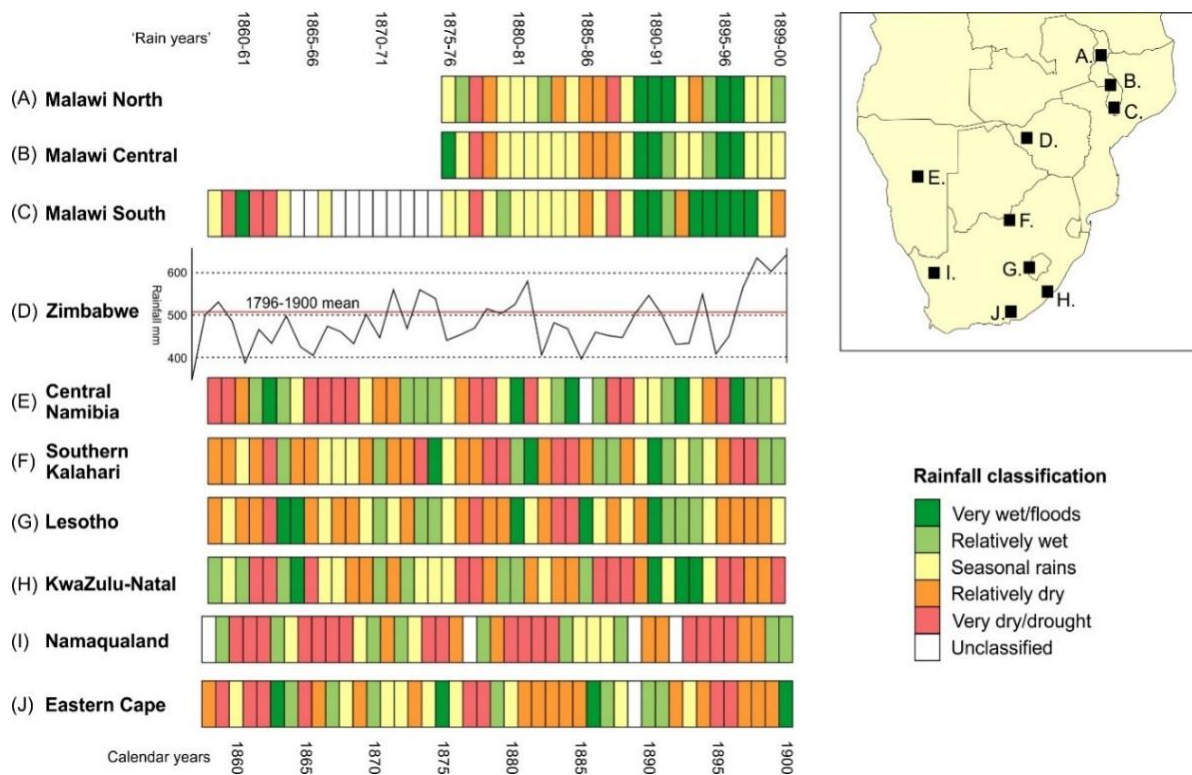 'Rain years'
1860-61
1865-66
1870-71
1875-76
1880-81
1885-86
1890-91
1895-96
1899-00
(A) Malawi North
(B) Malawi Central
(C) Malawi South
(D) Zimbabwe
Rainfall mm
600
500
400
1796-1900 mean
(E) Central
Namibia
(F) Southern
Kalahari
(G) Lesotho
(H) KwaZulu-Natal
(I) Namaqualand
(J) Eastern Cape
Calendar years
1860
1865
1870
1875
1880
1885
1890
1895
1900
A.
B.
C.
D.
E.
F.
G.
H.
I.
J.
Rainfall classification
Very wet/floods
Relatively wet
Seasonal rains
Relatively dry
Very dry/drought
Unclassified